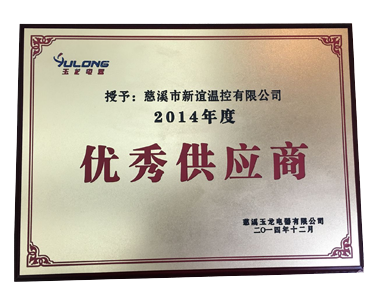 YULONG
玉龙电器
授予：慈溪市新谊温控有限公司
2014年度
优秀供应商
慈溪玉龙电器有限公司
二〇一四年十二月